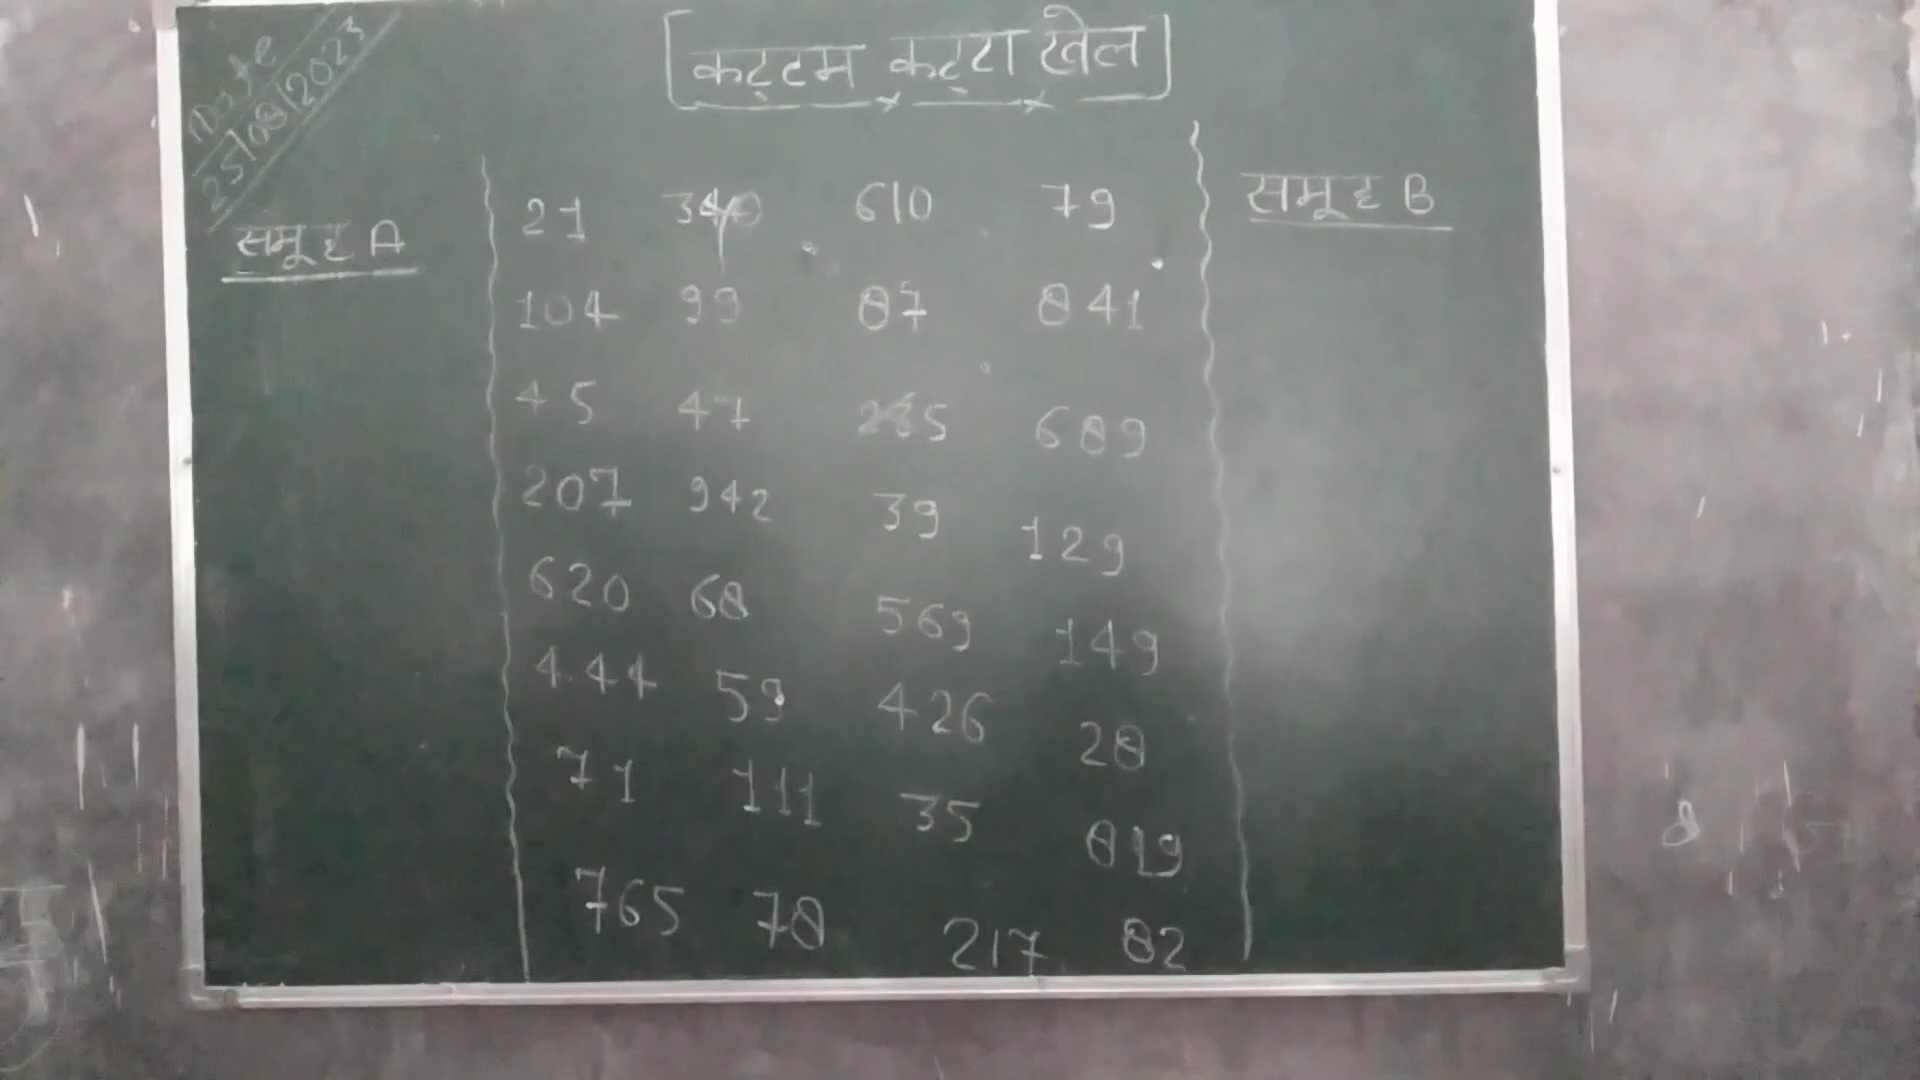 Date
25/08/2023
कट्टम कट्टा खेल
समूह A
समूह B
21 340 610 79
104 99 87 841
45 47 5 689
207 942 39 129
620 68 569 149
444 59 426 28
71 111 35 819
765 78 217 82